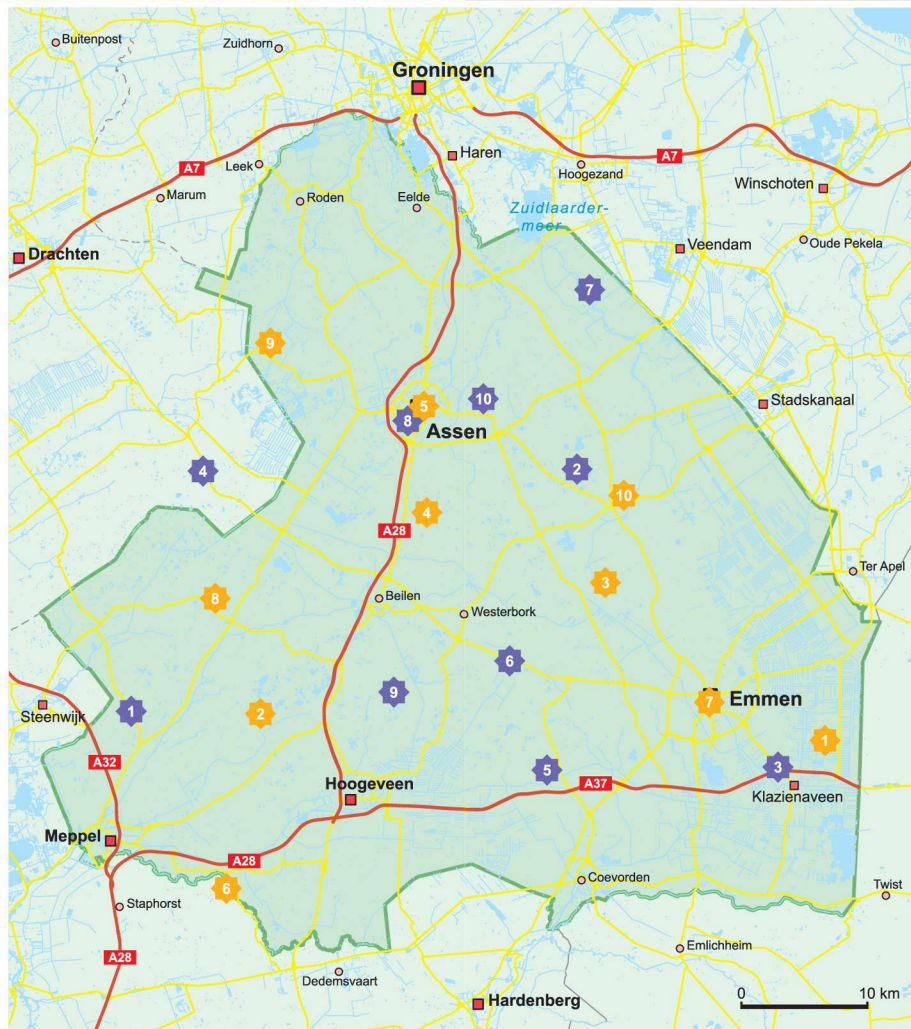 Buitenpost
Zuidhorn
Groningen
A7
Haren
Leek
Hoogezand
A7
Marum
Roden
Eelde
Winschoten
Zuidlaarder-
meer
Drachten
Veendam
Oude Pekela
7
9
10
5
8
Assen
Stadskanaal
4
2
10
4
A28
3
Ter Apel
8
Beilen
Westerbork
6
9
1
2
7
Emmen
Steenwijk
1
A32
5
3
Hoogeveen
A37
Klazienaveen
Meppel
A28
6
Coevorden
Twist
Staphorst
A28
Emlichheim
Dedemsvaart
Hardenberg
0
10 km